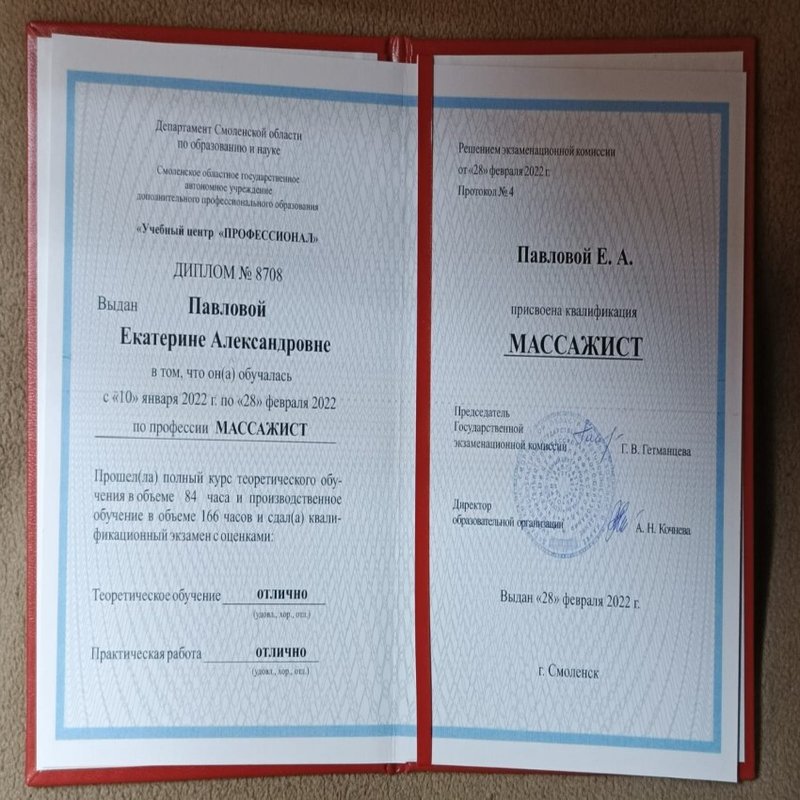 Департамент Смоленской области
по образованию и науке
Смоленское областное государственное
автономное учреждение
дополнительного профессионального образования
«Учебный центр «ПРОФЕССИОНАЛ»
ДИПЛОМ № 8708
Выдан Павловой
Екатерине Александровне
в том, что он(а) обучалась
с «10» января 2022 г. по «28» февраля 2022
по профессии МАССАЖИСТ
Прошел(ла) полный курс теоретического обу-
чения в объеме 84 часа и производственное
обучение в объеме 166 часов и сдал(а) квали-
фикационный экзамен с оценками:
Теоретическое обучение отлично
(удовл., хор., отл.)
Практическая работа отлично
(удовл., хор., отл.)
Решением экзаменационной комиссии
от «28» февраля 2022 г.
Протокол № 4
Павловой Е. А.
присвоена квалификация
МАССАЖИСТ
Председатель
Государственной
экзаменационной комиссии Г. В. Гетманцева
Директор
образовательной организации А. Н. Кочнева
Выдан «28» февраля 2022 г.
г. Смоленск